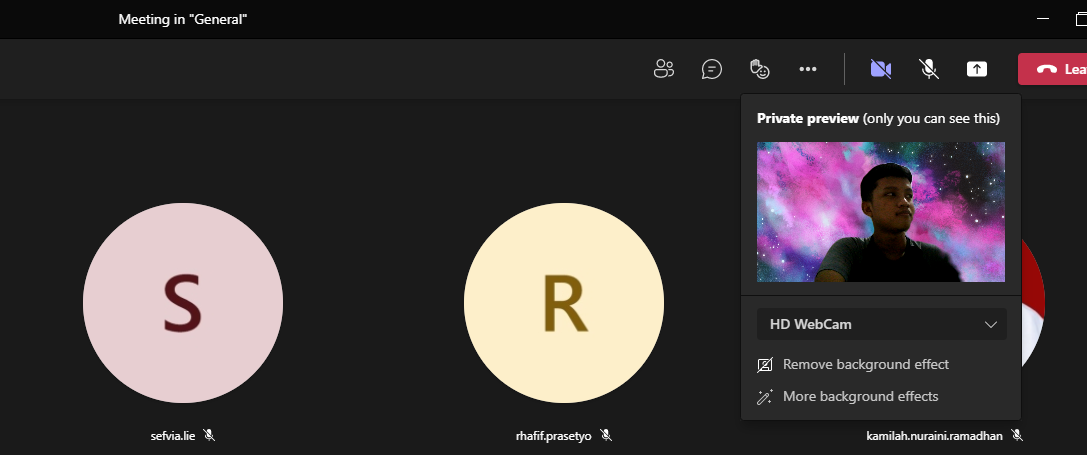 Meeting in "General"
Lea
Private preview (only you can see this)
S
R
HD WebCam
Remove background effect
More background effects
sefvia.lie
rhafif.prasetyo
kamilah.nuraini.ramadhan